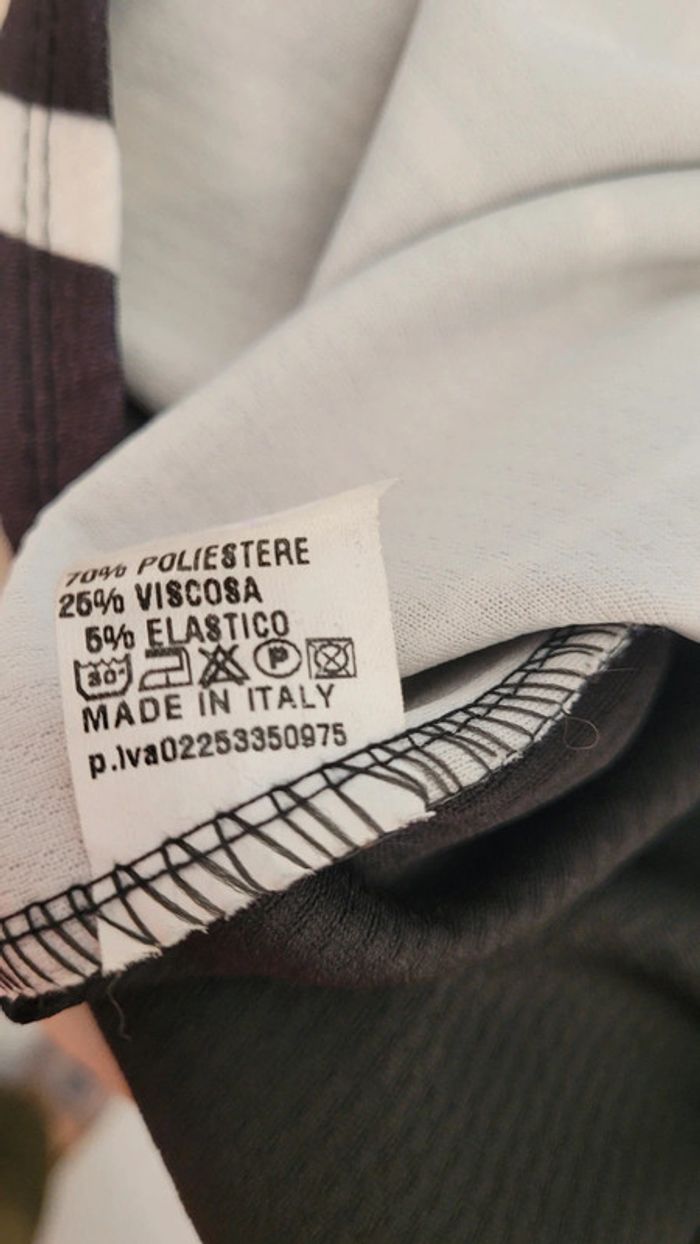 70% POLIESTERE
25% VISCOSA
5% ELASTICO
30° P
MADE IN ITALY
p.Iva02253350975